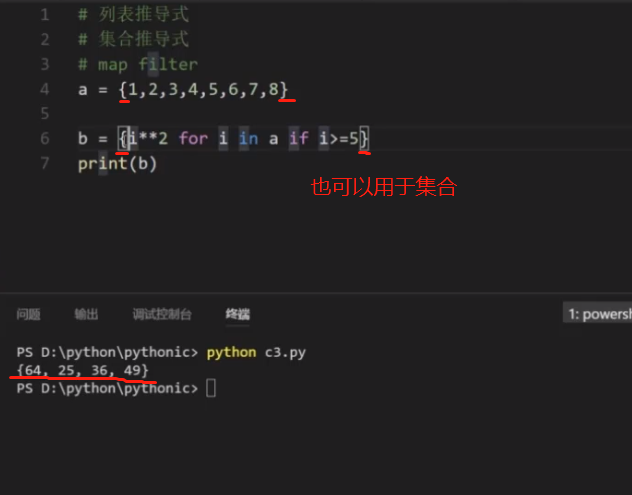 1 # 列表推导式
2 # 集合推导式
3 # map filter
4 a = {1,2,3,4,5,6,7,8}
5
6 b = {i**2 for i in a if i>=5}
7 print(b)
也可以用于集合
问题 输出 调试控制台 终端 1: powersh
PS D:\python\pythonic> python c3.py
{64, 25, 36, 49}
PS D:\python\pythonic>